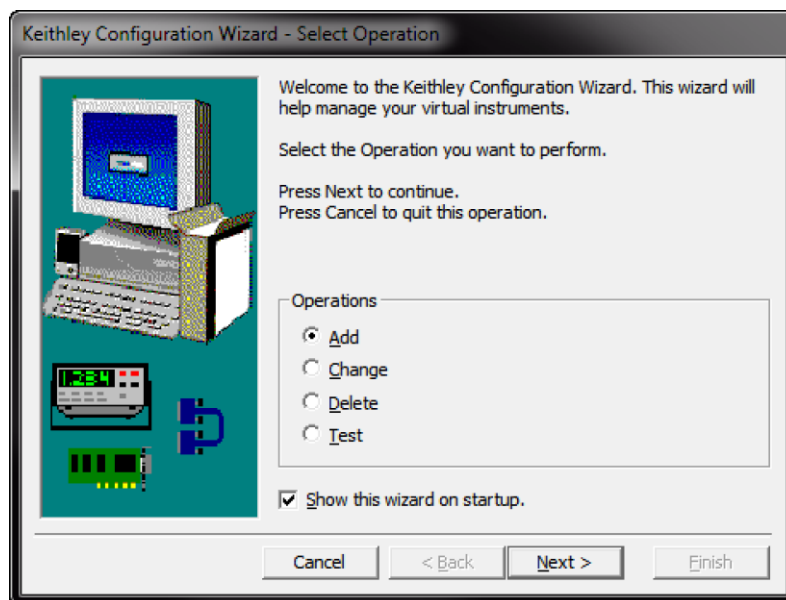 Keithley Configuration Wizard - Select Operation
Welcome to the Keithley Configuration Wizard. This wizard will
help manage your virtual instruments.
Select the Operation you want to perform.
Press Next to continue.
Press Cancel to quit this operation.
1.234
Operations
Add
Change
Delete
Test
Show this wizard on startup.
Cancel
< Back
Next >
Finish